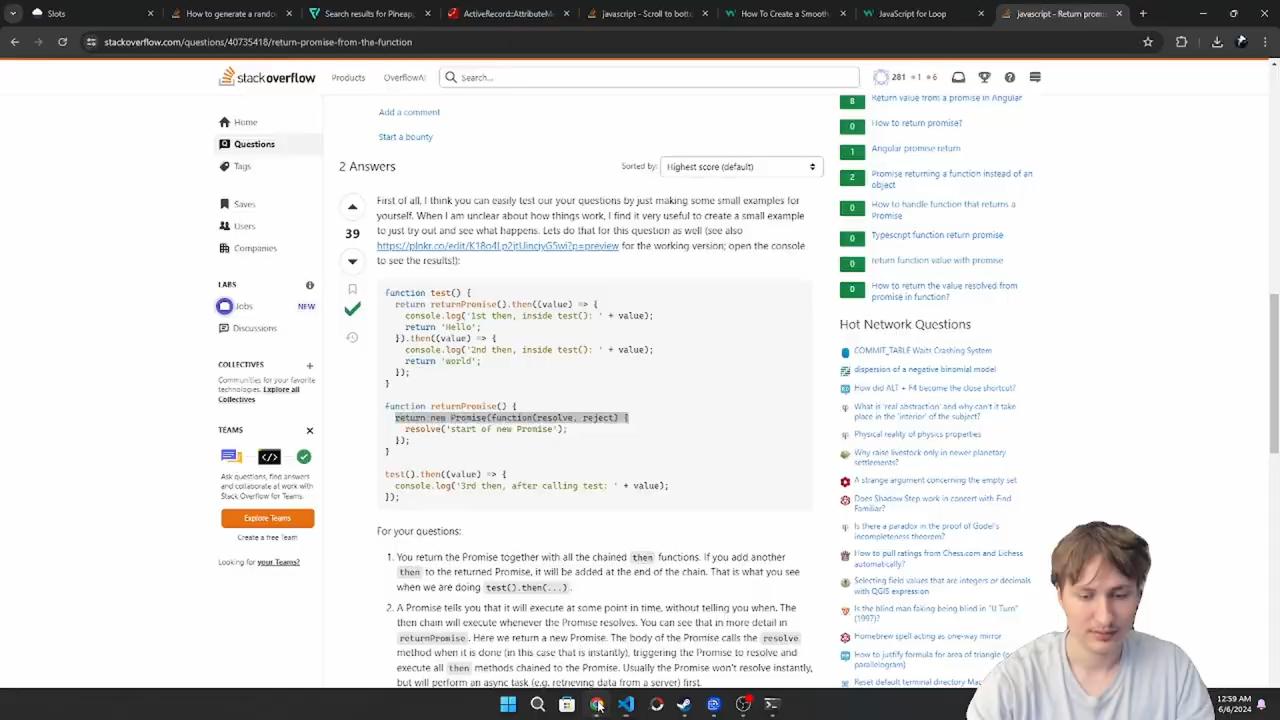 Slots
How to generate a rando
Search results for Pineap
ActiveRecord::AttributeM
javascript - Scroll to bott
How To Create a Smooth
JavaScript for Loop
javascript - Return promis
stackoverflow.com/questions/40735418/return-promise-from-the-function
stackoverflow
Products
OverflowAI
Search...
281
1
6
Home
Questions
Tags
Saves
Users
Companies
LABS
Jobs
NEW
Discussions
COLLECTIVES
Communities for your favorite
technologies. Explore all
Collectives
TEAMS
Ask questions, find answers
and collaborate at work with
Stack Overflow for Teams.
Explore Teams
Create a free Team
Looking for your Teams?
Add a comment
Start a bounty
2 Answers
Sorted by:
Highest score (default)
39
First of all, I think you can easily test our your questions by just making some small examples for
yourself. When I am unsure about how things work, I find it very useful to create a small example
to just try out and see what happens. Lets do that for this question as well (see also
for the working version; open the console
to see the results!):
function test() {
return returnPromise().then((value) => {
console.log('1st then, inside test(): ' + value);
return 'Hello';
}).then((value) => {
console.log('2nd then, inside test(): ' + value);
return 'world';
});
}
function returnPromise() {
return new Promise(function(resolve, reject) {
resolve('start of new Promise');
});
}
test().then((value) => {
console.log('3rd then, after calling test: ' + value);
});
For your questions:
1. You return the Promise together with all the chained then functions. If you add another
then to the returned Promise, it will be added at the end of the chain. That is what you see
when we are doing test().then(...).
2. A Promise tells you that it will execute at some point in time, without telling you when. The
then chain will execute whenever the Promise resolves. You can see that in more detail in
returnPromise. Here we return a new Promise. The body of the Promise calls the resolve
method when it is done (in this case that is instantly), triggering the Promise to resolve and
execute all then methods chained to the Promise. Usually the Promise won't resolve instantly,
but will perform an async task (e.g. retrieving data from a server) first.
8
Return value from a promise in Angular
0
How to return promise?
1
Angular promise return
2
Promise returning a function instead of an
object
0
How to handle function that returns a
Promise
0
Typescript function return promise
0
return function value with promise
0
How to return the value resolved from
promise in function?
Hot Network Questions
COMMIT_TABLE Waits Crashing System
dispersion of a negative binomial model
How did ALT + F4 become the close shortcut?
What is 'real abstraction' and why can't it take
place in the 'interior' of the subject?
Physical reality of physics properties
Why raise livestock only in newer planetary
settlements?
A strange argument concerning the empty set
Does Shadow Step work in concert with Find
Familiar?
Is there a paradox in the proof of Godel's
incompleteness theorem?
How to pull ratings from Chess.com and Lichess
automatically?
Selecting field values that are integers or decimals
with QGIS expression
Is the blind man faking being blind in "U Turn"
(1997)?
Homebrew spell acting as one-way mirror
How to justify formula for area of triangle (or
parallelogram)
Reset default terminal directory Mac
12:59 AM
6/6/2024